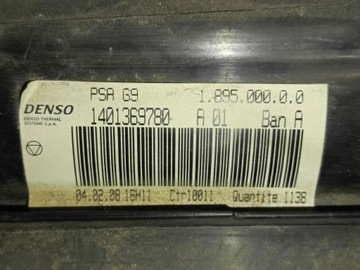 PSA G9 1.895.000.0.0
DENSO
DENSO THERMAL
SYSTEMS S.p.A.
1401369780 A 01 Ban A
04.02.08 16H11 Ctr10011 Quantite 1138